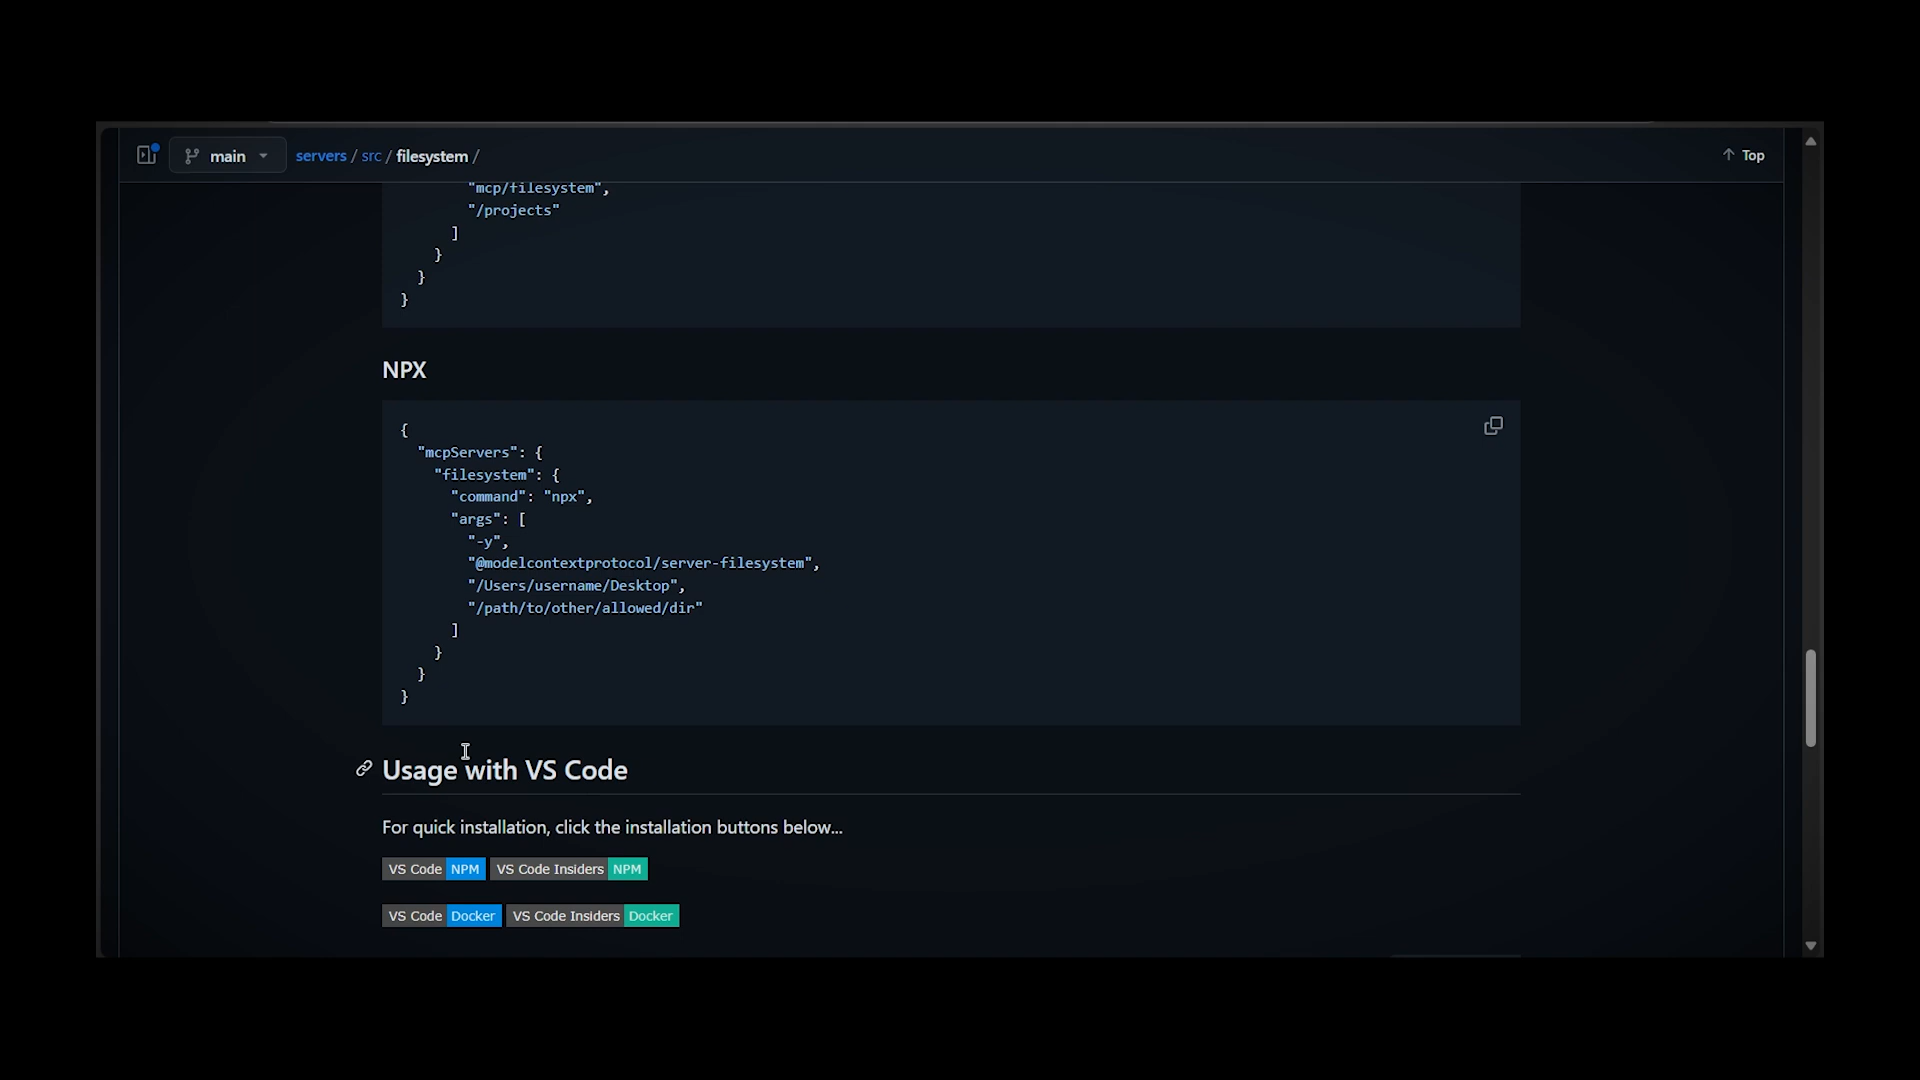 main
servers / src / filesystem /
Top
"mcp/filesystem",
"/projects"
]
}
}
}
NPX
{
"mcpServers": {
"filesystem": {
"command": "npx",
"args": [
"-y",
"@modelcontextprotocol/server-filesystem",
"/Users/username/Desktop",
"/path/to/other/allowed/dir"
]
}
}
}
Usage with VS Code
For quick installation, click the installation buttons below...
VS Code NPM VS Code Insiders NPM
VS Code Docker VS Code Insiders Docker